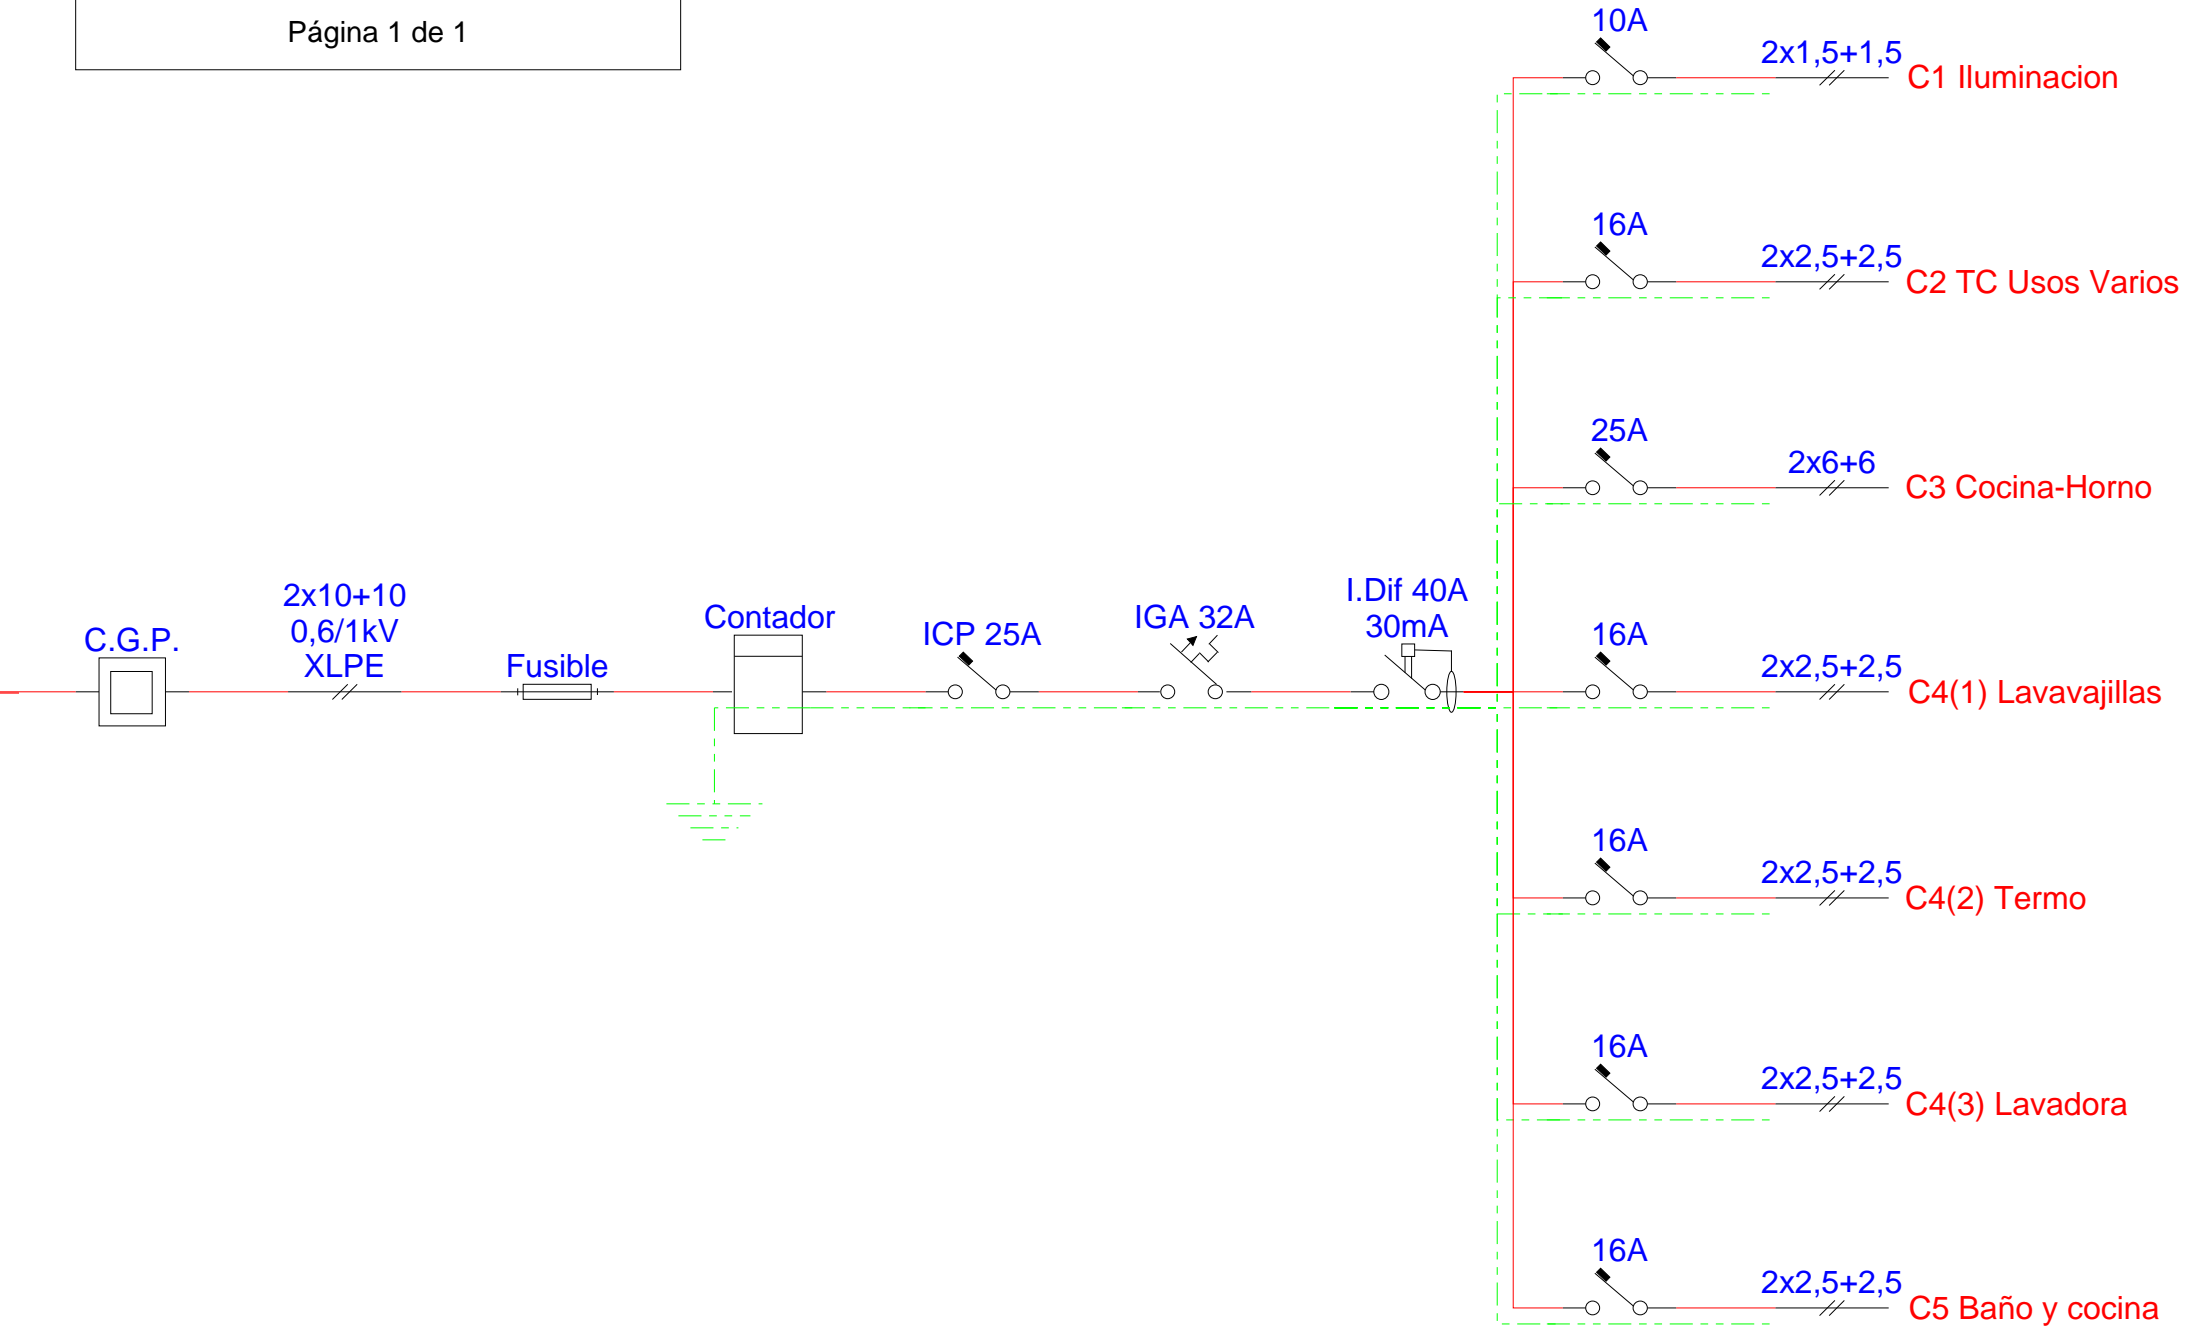 Página 1 de 1
10A
2x1,5+1,5
C1 Iluminacion
16A
2x2,5+2,5
C2 TC Usos Varios
25A
2x6+6
C3 Cocina-Horno
C.G.P.
2x10+10
0,6/1kV
XLPE
Fusible
Contador
ICP 25A
IGA 32A
I.Dif 40A
30mA
16A
2x2,5+2,5
C4(1) Lavavajillas
16A
2x2,5+2,5
C4(2) Termo
16A
2x2,5+2,5
C4(3) Lavadora
16A
2x2,5+2,5
C5 Baño y cocina